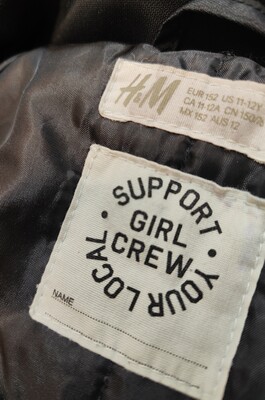 H&M
EUR 152 US 11-12Y
CA 11-12A CN 150/
MX 152 AUS 12
SUPPORT
GIRL
CREW
YOUR LOCAL
NAME